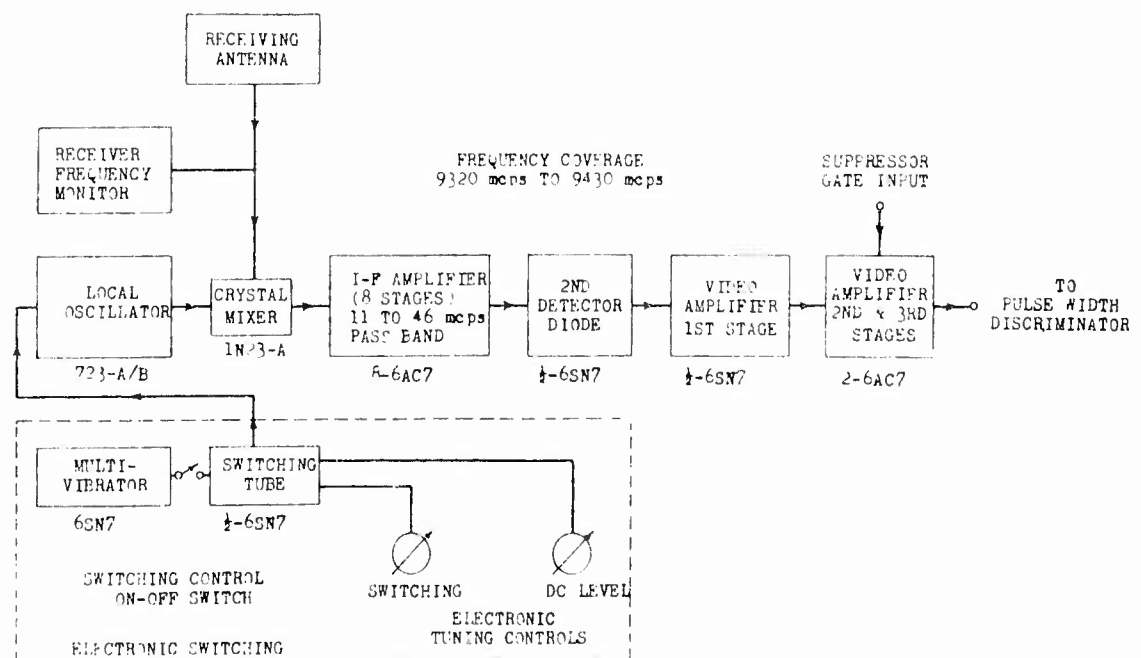 RECEIVING
ANTENNA
RECEIVER
FREQUENCY
MONITOR
FREQUENCY COVERAGE
9320 mcps TO 9430 mcps
SUPPRESSOR
GATE INPUT
LOCAL
OSCILLATOR
723-A/B
CRYSTAL
MIXER
1N23-A
I-F AMPLIFIER
(8 STAGES)
11 TO 46 mcps
PASS BAND
8-6AC7
2ND
DETECTOR
DIODE
½-6SN7
VIDEO
AMPLIFIER
1ST STAGE
½-6SN7
VIDEO
AMPLIFIER
2ND & 3RD
STAGES
2-6AC7
TO
PULSE WIDTH
DISCRIMINATOR
MULTI-
VIBRATOR
6SN7
SWITCHING
TUBE
½-6SN7
SWITCHING CONTROL
ON-OFF SWITCH
SWITCHING
DC LEVEL
ELECTRONIC
TUNING CONTROLS
ELECTRONIC SWITCHING